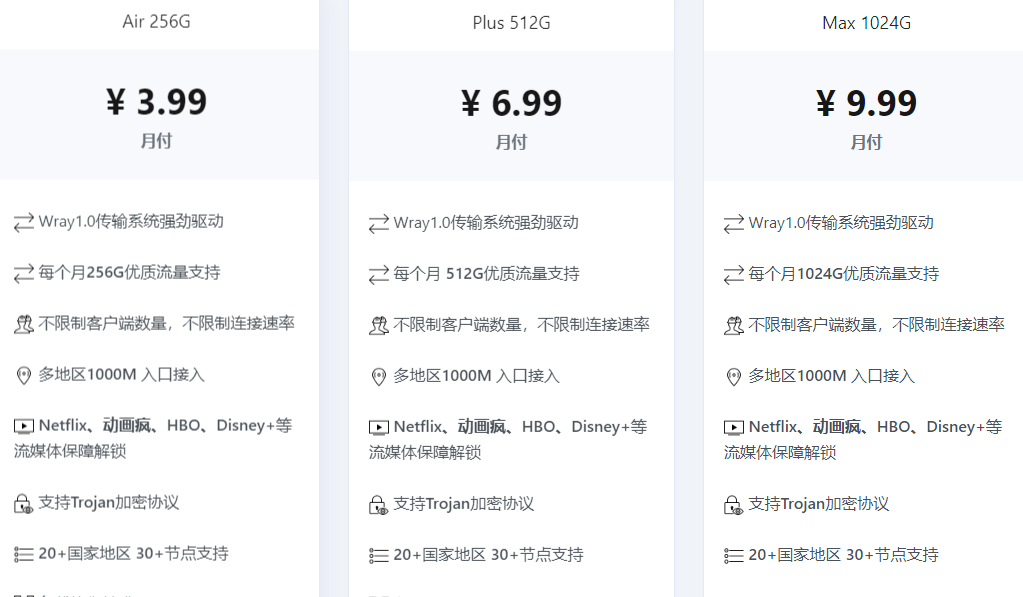 Air 256G
¥ 3.99
月付
Wray1.0传输系统强劲驱动
每个月256G优质流量支持
不限制客户端数量，不限制连接速率
多地区1000M 入口接入
Netflix、动画疯、HBO、Disney+等
流媒体保障解锁
支持Trojan加密协议
20+国家地区 30+节点支持
Plus 512G
¥ 6.99
月付
Wray1.0传输系统强劲驱动
每个月 512G优质流量支持
不限制客户端数量，不限制连接速率
多地区1000M 入口接入
Netflix、动画疯、HBO、Disney+等
流媒体保障解锁
支持Trojan加密协议
20+国家地区 30+节点支持
Max 1024G
¥ 9.99
月付
Wray1.0传输系统强劲驱动
每个月1024G优质流量支持
不限制客户端数量，不限制连接速率
多地区1000M 入口接入
Netflix、动画疯、HBO、Disney+等
流媒体保障解锁
支持Trojan加密协议
20+国家地区 30+节点支持